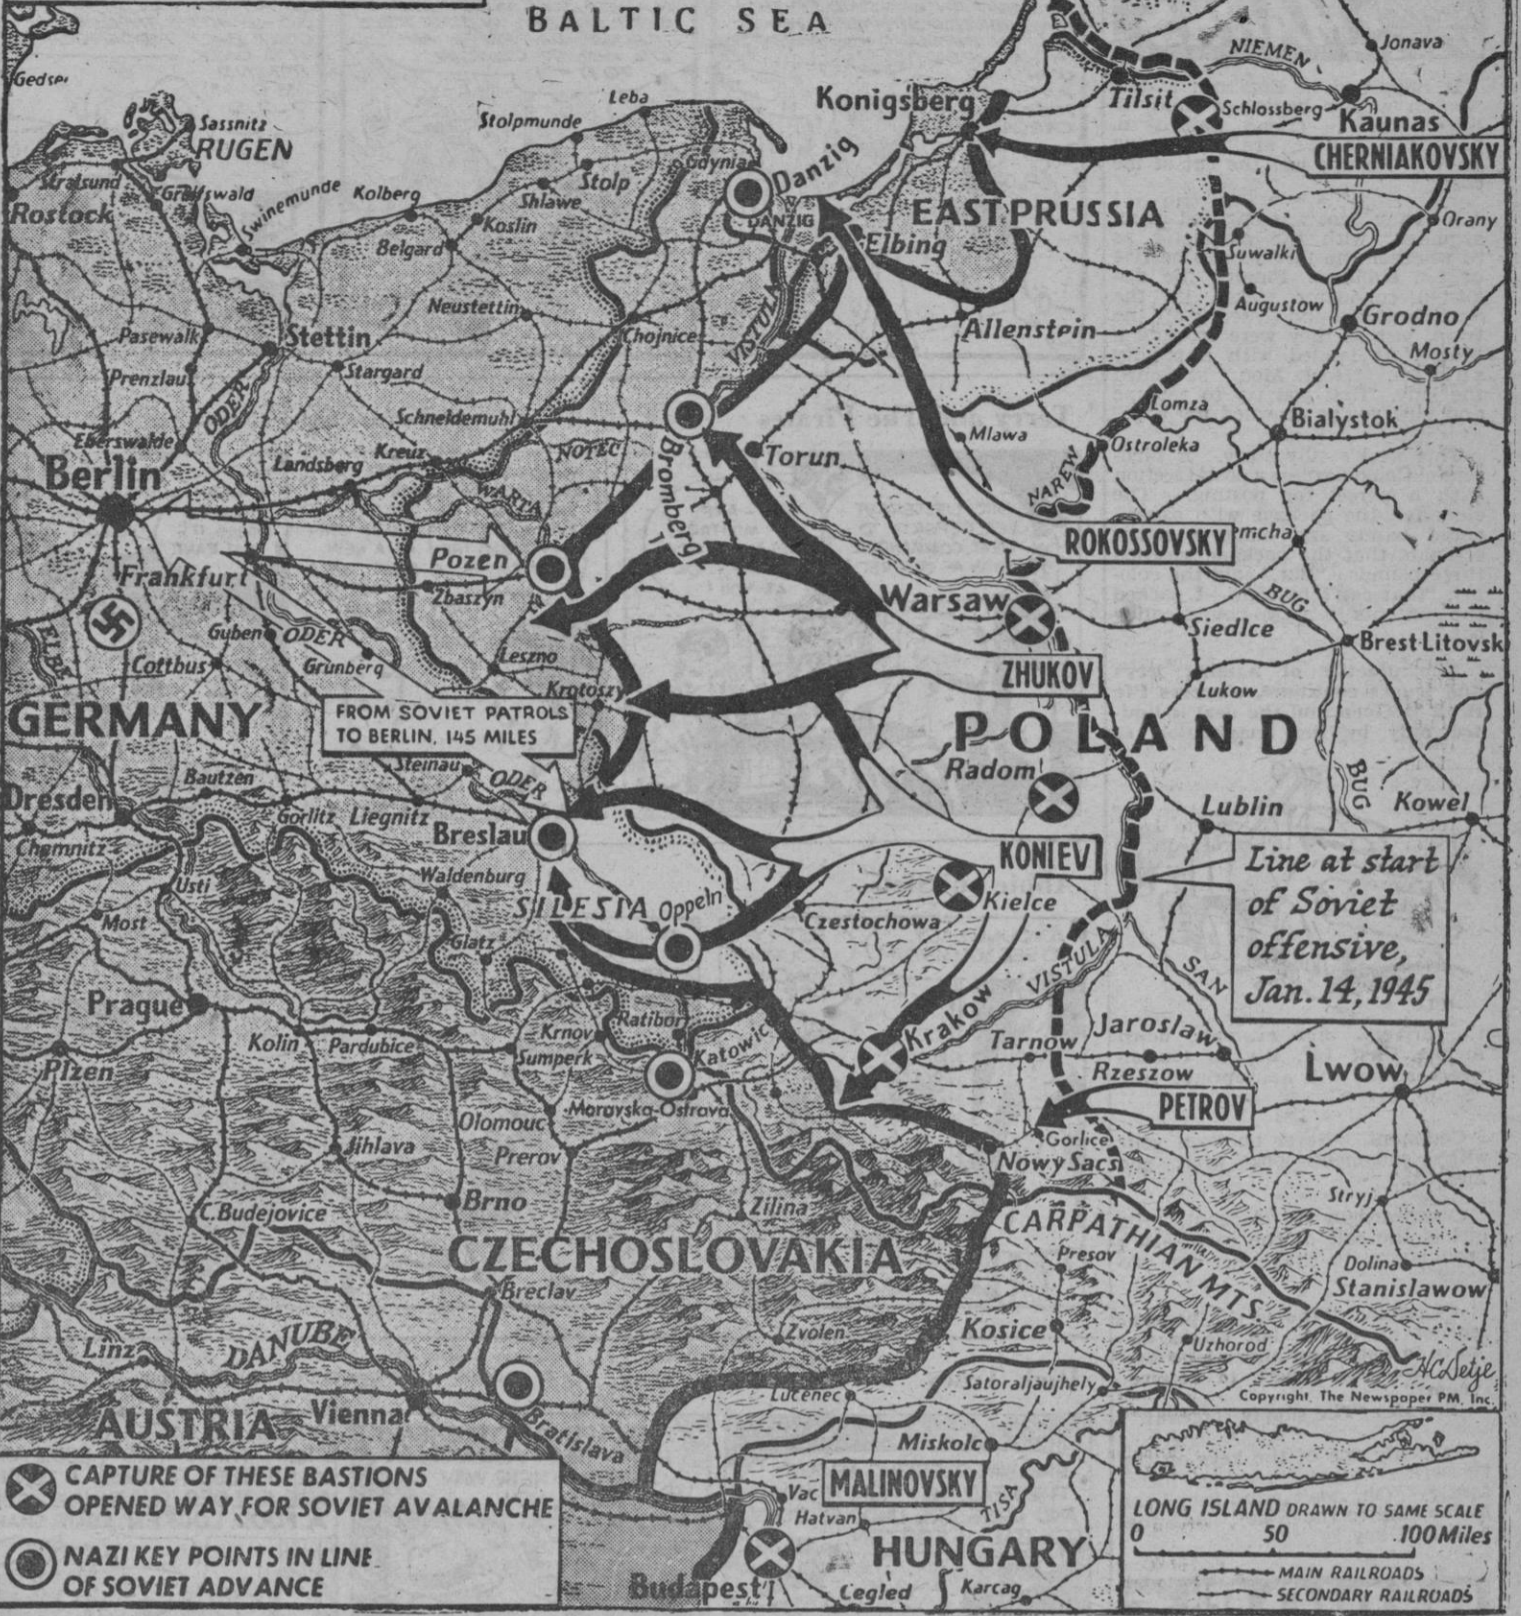 BALTIC SEA
Jonava
NIEMEN
Gedser
Leba
Konigsberg
Tilsit
Schlossberg
Kaunas
Sassnitz
RUGEN
Stolpmunde
CHERNIAKOVSKY
Gdynia
Danzig
Stralsund
Greifswald
Swinemunde
Kolberg
Stolp
Shlawe
Rostock
DANZIG
EAST PRUSSIA
Orany
Koslin
Belgard
Elbing
Suwalki
Neustettin
Augustow
VISTULA
Allenstein
Grodno
Pasewalk
Stettin
Chojnice
Mosty
Prenzlau
Stargard
ODER
Schneidemuhl
Lomza
Bialystok
Eberswalde
Mlawa
Ostroleka
Berlin
Landsberg
Kreuz
NOTEC
Bromberg
Torun
NAREW
WARTA
ROKOSSOVSKY
emcha
Pozen
Frankfurt
Zbaszyn
Warsaw
BUG
ELBE
Guben
ODER
Siedlce
Brest-Litovsk
Cottbus
Grunberg
Leszno
ZHUKOV
Lukow
Krotoszy
GERMANY
FROM SOVIET PATROLS
TO BERLIN, 145 MILES
POLAND
Steinau
ODER
Radom
BUG
Bautzen
Dresden
Gorlitz
Liegnitz
Breslau
Lublin
Kowel
Chemnitz
KONIEV
Line at start
of Soviet
offensive,
Jan. 14, 1945
Usti
Waldenburg
Kielce
Most
SILESIA
Oppeln
Czestochowa
Glatz
VISTULA
SAN
Prague
Ratibor
Krakow
Kolin
Pardubice
Krnov
Sumperk
Katowic
Tarnow
Jaroslaw
Plzen
Rzeszow
Lwow
Moravska-Ostrava
PETROV
Olomouc
Gorlice
Jihlava
Prerov
Nowy Sacs
Brno
Zilina
Stryj
C. Budejovice
CARPATHIAN MTS.
CZECHOSLOVAKIA
Presov
Dolina
Stanislawow
Breclav
Linz
DANUBE
Zvolen
Kosice
Uzhorod
HC Detje
Lucenec
Satoraljaujhely
Copyright, The Newspaper PM, Inc.
AUSTRIA
Vienna
Bratislava
Miskolc
CAPTURE OF THESE BASTIONS
OPENED WAY FOR SOVIET AVALANCHE
Vac
MALINOVSKY
Hatvan
TISA
LONG ISLAND DRAWN TO SAME SCALE
0 50 100 Miles
NAZI KEY POINTS IN LINE
OF SOVIET ADVANCE
Budapest
HUNGARY
Cegled
Karcag
MAIN RAILROADS
SECONDARY RAILROADS